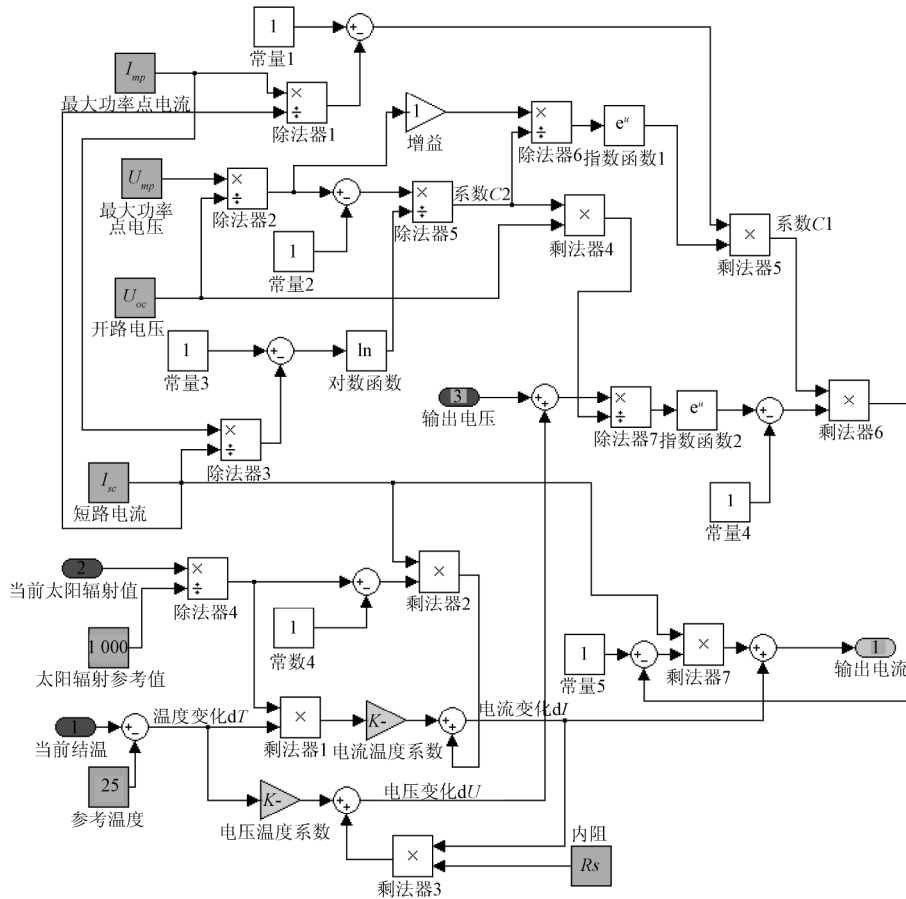 1
常量1
I_mp
最大功率点电流
×
÷
除法器1
1
增益
×
÷
除法器6
e^u
指数函数1
U_mp
最大功率
点电压
×
÷
除法器2
1
常量2
×
÷
除法器5
系数C2
×
剩法器4
×
剩法器5
系数C1
U_oc
开路电压
1
常量3
ln
对数函数
3
输出电压
×
÷
除法器7
e^u
指数函数2
×
剩法器6
1
常量4
×
÷
除法器3
I_sc
短路电流
2
当前太阳辐射值
×
÷
除法器4
1 000
太阳辐射参考值
1
常数4
×
剩法器2
1
常量5
×
剩法器7
1
输出电流
1
当前结温
温度变化dT
25
参考温度
×
剩法器1
K-
电流温度系数
电流变化dI
K-
电压温度系数
电压变化dU
×
剩法器3
内阻
Rs